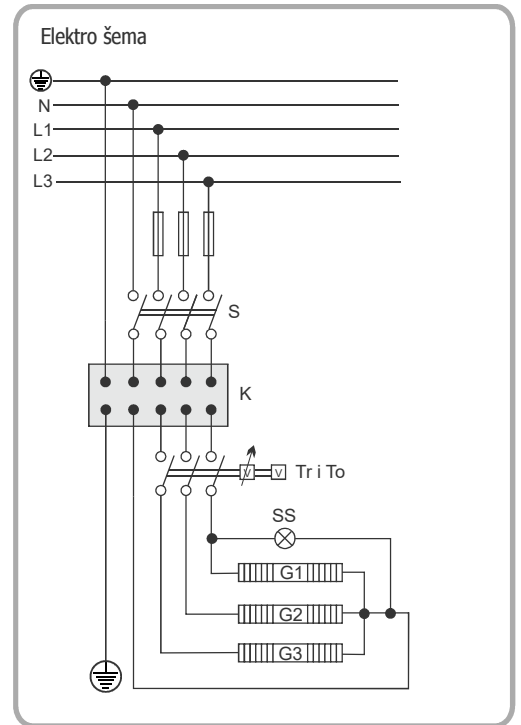 Elektro šema
N
L1
L2
L3
S
K
V V Tr i To
SS
G1
G2
G3